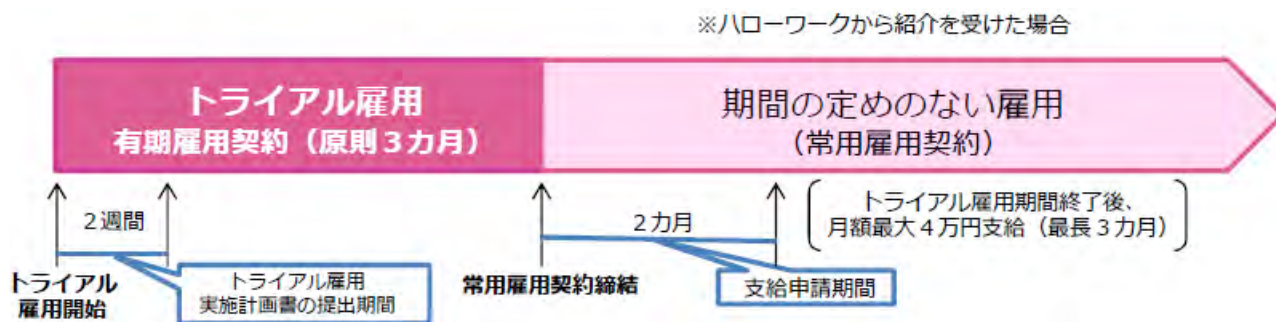 ※ハローワークから紹介を受けた場合
トライアル雇用
有期雇用契約（原則３カ月）
期間の定めのない雇用
（常用雇用契約）
２週間
２カ月
トライアル雇用期間終了後、
月額最大４万円支給（最長３カ月）
トライアル
雇用開始
トライアル雇用
実施計画書の提出期間
常用雇用契約締結
支給申請期間